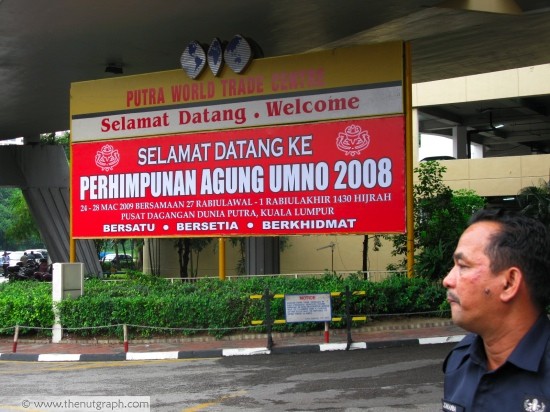 PUTRA WORLD TRADE CENTRE
Selamat Datang . Welcome
SELAMAT DATANG KE
PERHIMPUNAN AGUNG UMNO 2008
24 - 28 MAC 2009 BERSAMAAN 27 RABIULAWAL - 1 RABIULAKHIR 1430 HIJRAH
PUSAT DAGANGAN DUNIA PUTRA, KUALA LUMPUR
BERSATU . BERSETIA . BERKHIDMAT
NOTICE
© www.thenutgraph.com